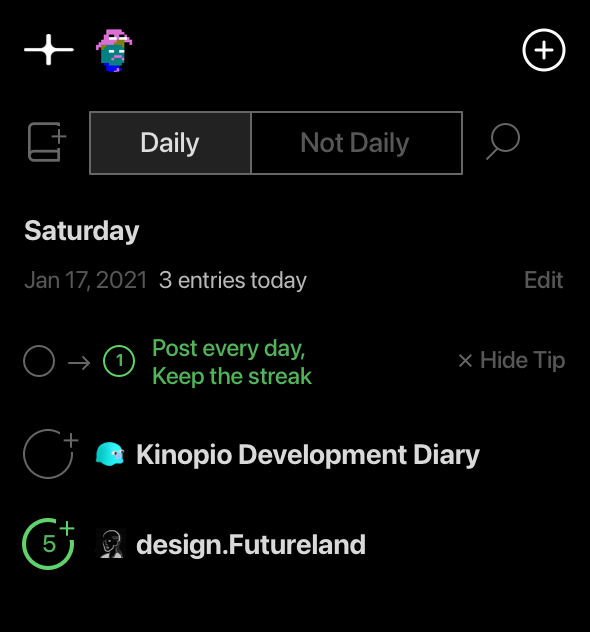 Daily Not Daily
Saturday
Jan 17, 2021 3 entries today Edit
1 Post every day,
Keep the streak
× Hide Tip
Kinopio Development Diary
5 design.Futureland